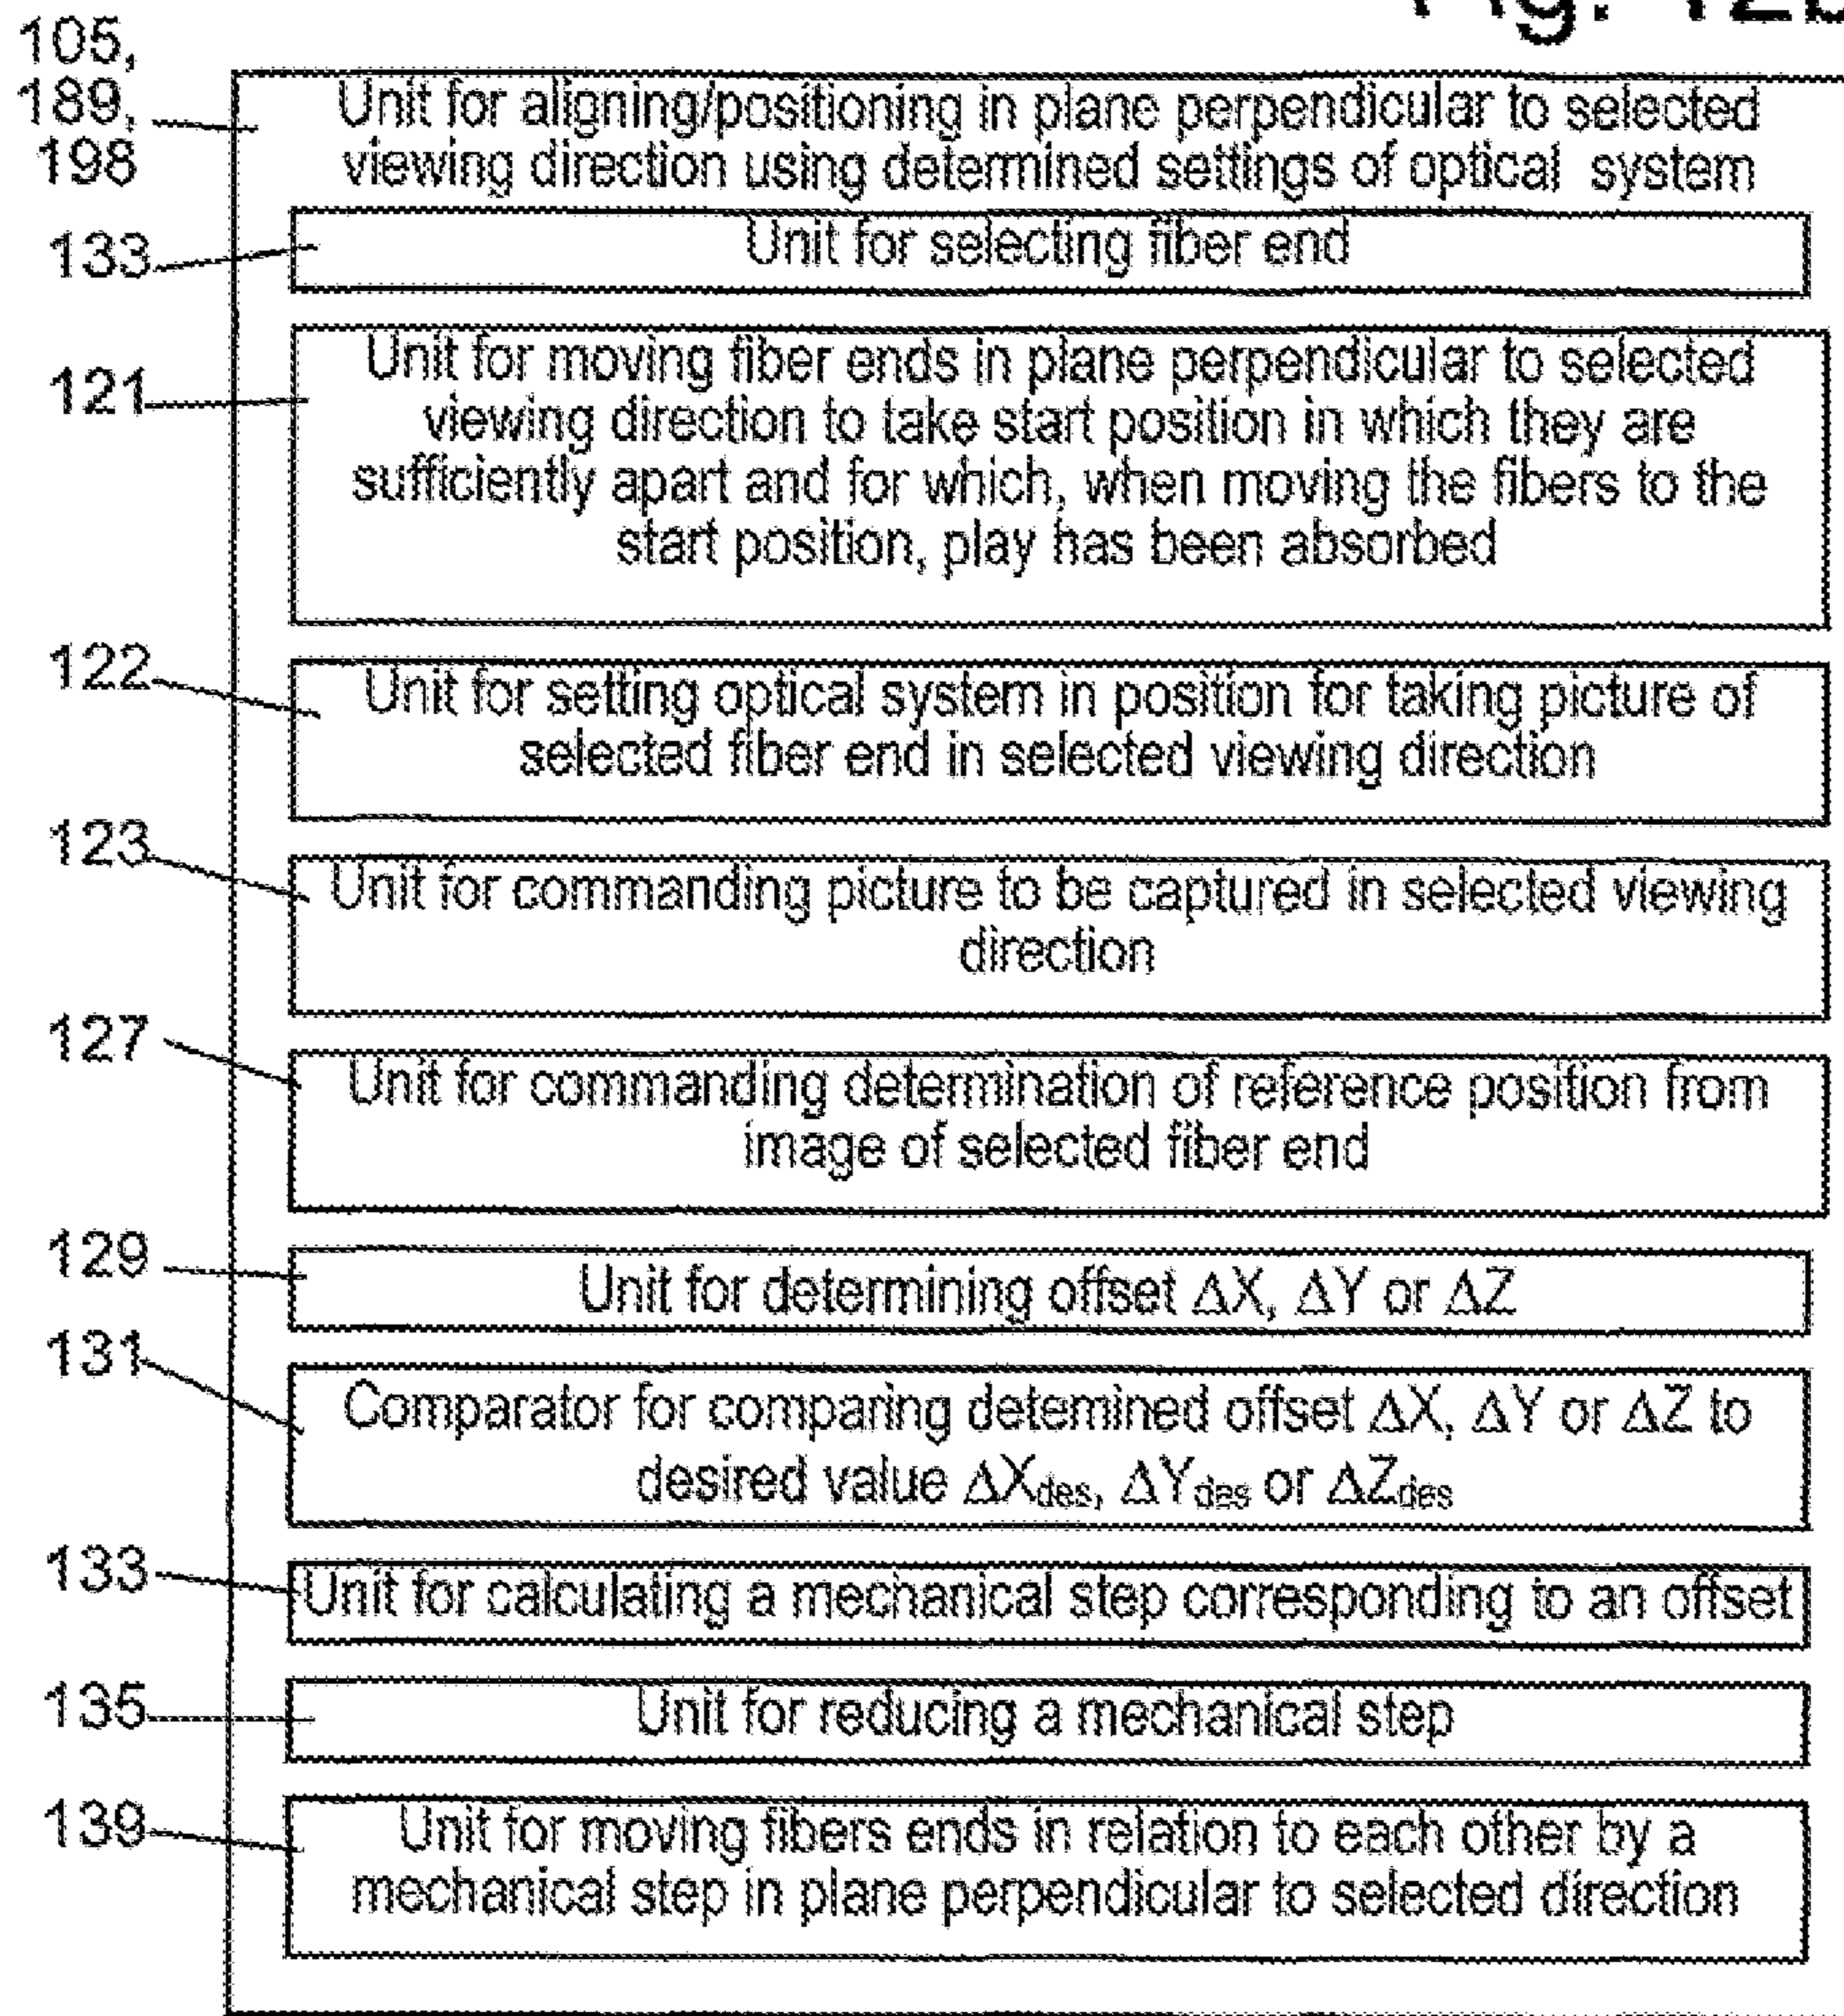 Fig. 12b
105,
189,
198
Unit for aligning/positioning in plane perpendicular to selected
viewing direction using determined settings of optical system
133
Unit for selecting fiber end
121
Unit for moving fiber ends in plane perpendicular to selected
viewing direction to take start position in which they are
sufficiently apart and for which, when moving the fibers to the
start position, play has been absorbed
122
Unit for setting optical system in position for taking picture of
selected fiber end in selected viewing direction
123
Unit for commanding picture to be captured in selected viewing
direction
127
Unit for commanding determination of reference position from
image of selected fiber end
129
Unit for determining offset ΔX, ΔY or ΔZ
131
Comparator for comparing detemined offset ΔX, ΔY or ΔZ to
desired value ΔXdes, ΔYdes or ΔZdes
133
Unit for calculating a mechanical step corresponding to an offset
135
Unit for reducing a mechanical step
139
Unit for moving fibers ends in relation to each other by a
mechanical step in plane perpendicular to selected direction